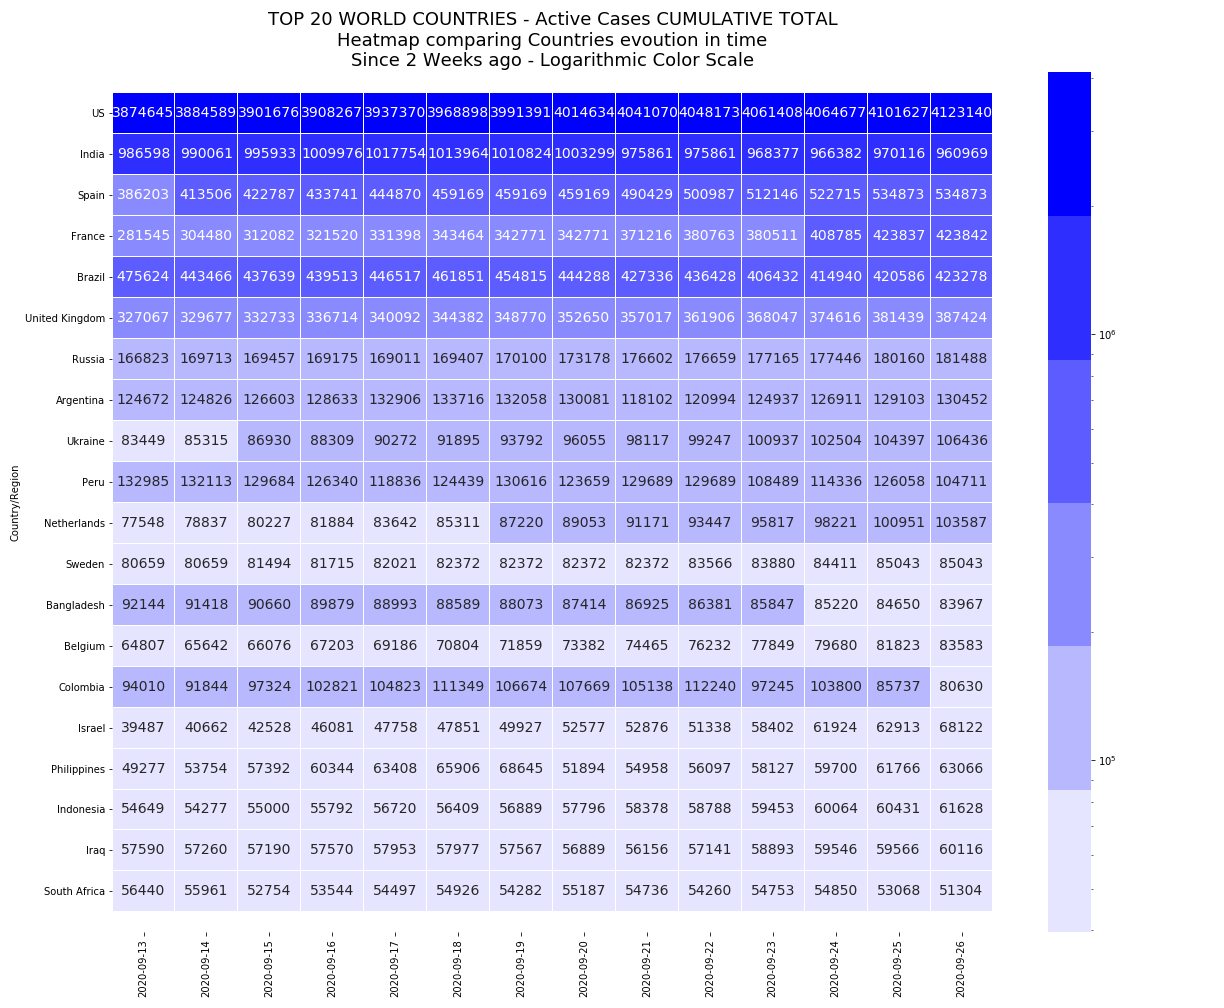 TOP 20 WORLD COUNTRIES - Active Cases CUMULATIVE TOTAL
Heatmap comparing Countries evoution in time
Since 2 Weeks ago - Logarithmic Color Scale
US 3874645 3884589 3901676 3908267 3937370 3968898 3991391 4014634 4041070 4048173 4061408 4064677 4101627 4123140
India 986598 990061 995933 1009976 1017754 1013964 1010824 1003299 975861 975861 968377 966382 970116 960969
Spain 386203 413506 422787 433741 444870 459169 459169 459169 490429 500987 512146 522715 534873 534873
France 281545 304480 312082 321520 331398 343464 342771 342771 371216 380763 380511 408785 423837 423842
Brazil 475624 443466 437639 439513 446517 461851 454815 444288 427336 436428 406432 414940 420586 423278
United Kingdom 327067 329677 332733 336714 340092 344382 348770 352650 357017 361906 368047 374616 381439 387424
Russia 166823 169713 169457 169175 169011 169407 170100 173178 176602 176659 177165 177446 180160 181488
Argentina 124672 124826 126603 128633 132906 133716 132058 130081 118102 120994 124937 126911 129103 130452
Ukraine 83449 85315 86930 88309 90272 91895 93792 96055 98117 99247 100937 102504 104397 106436
Peru 132985 132113 129684 126340 118836 124439 130616 123659 129689 129689 108489 114336 126058 104711
Netherlands 77548 78837 80227 81884 83642 85311 87220 89053 91171 93447 95817 98221 100951 103587
Sweden 80659 80659 81494 81715 82021 82372 82372 82372 82372 83566 83880 84411 85043 85043
Bangladesh 92144 91418 90660 89879 88993 88589 88073 87414 86925 86381 85847 85220 84650 83967
Belgium 64807 65642 66076 67203 69186 70804 71859 73382 74465 76232 77849 79680 81823 83583
Colombia 94010 91844 97324 102821 104823 111349 106674 107669 105138 112240 97245 103800 85737 80630
Israel 39487 40662 42528 46081 47758 47851 49927 52577 52876 51338 58402 61924 62913 68122
Philippines 49277 53754 57392 60344 63408 65906 68645 51894 54958 56097 58127 59700 61766 63066
Indonesia 54649 54277 55000 55792 56720 56409 56889 57796 58378 58788 59453 60064 60431 61628
Iraq 57590 57260 57190 57570 57953 57977 57567 56889 56156 57141 58893 59546 59566 60116
South Africa 56440 55961 52754 53544 54497 54926 54282 55187 54736 54260 54753 54850 53068 51304
Country/Region
2020-09-13 2020-09-14 2020-09-15 2020-09-16 2020-09-17 2020-09-18 2020-09-19 2020-09-20 2020-09-21 2020-09-22 2020-09-23 2020-09-24 2020-09-25 2020-09-26
10⁶
10⁵